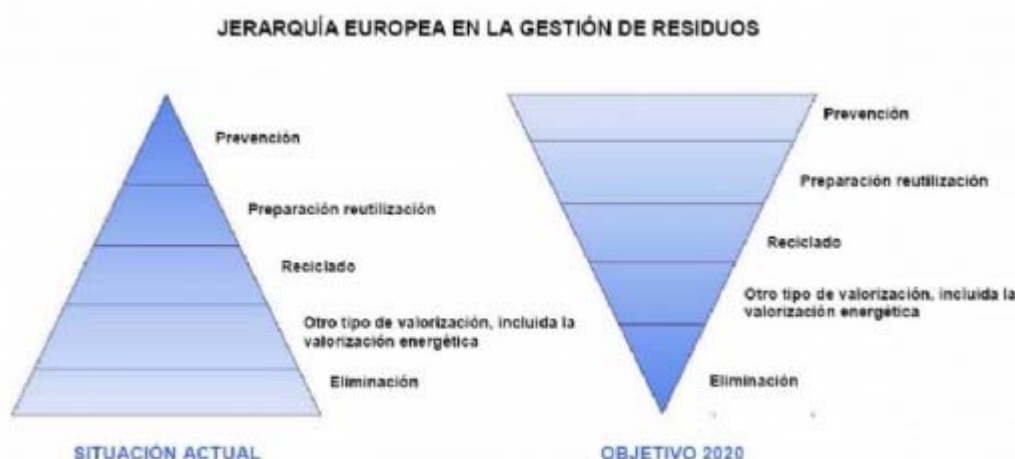 JERARQUÍA EUROPEA EN LA GESTIÓN DE RESIDUOS
Prevención
Preparación reutilización
Reciclado
Otro tipo de valorización, incluida la
valorización energética
Eliminación
SITUACIÓN ACTUAL
Prevención
Preparación reutilización
Reciclado
Otro tipo de valorización, incluida la
valorización energética
Eliminación
OBJETIVO 2020